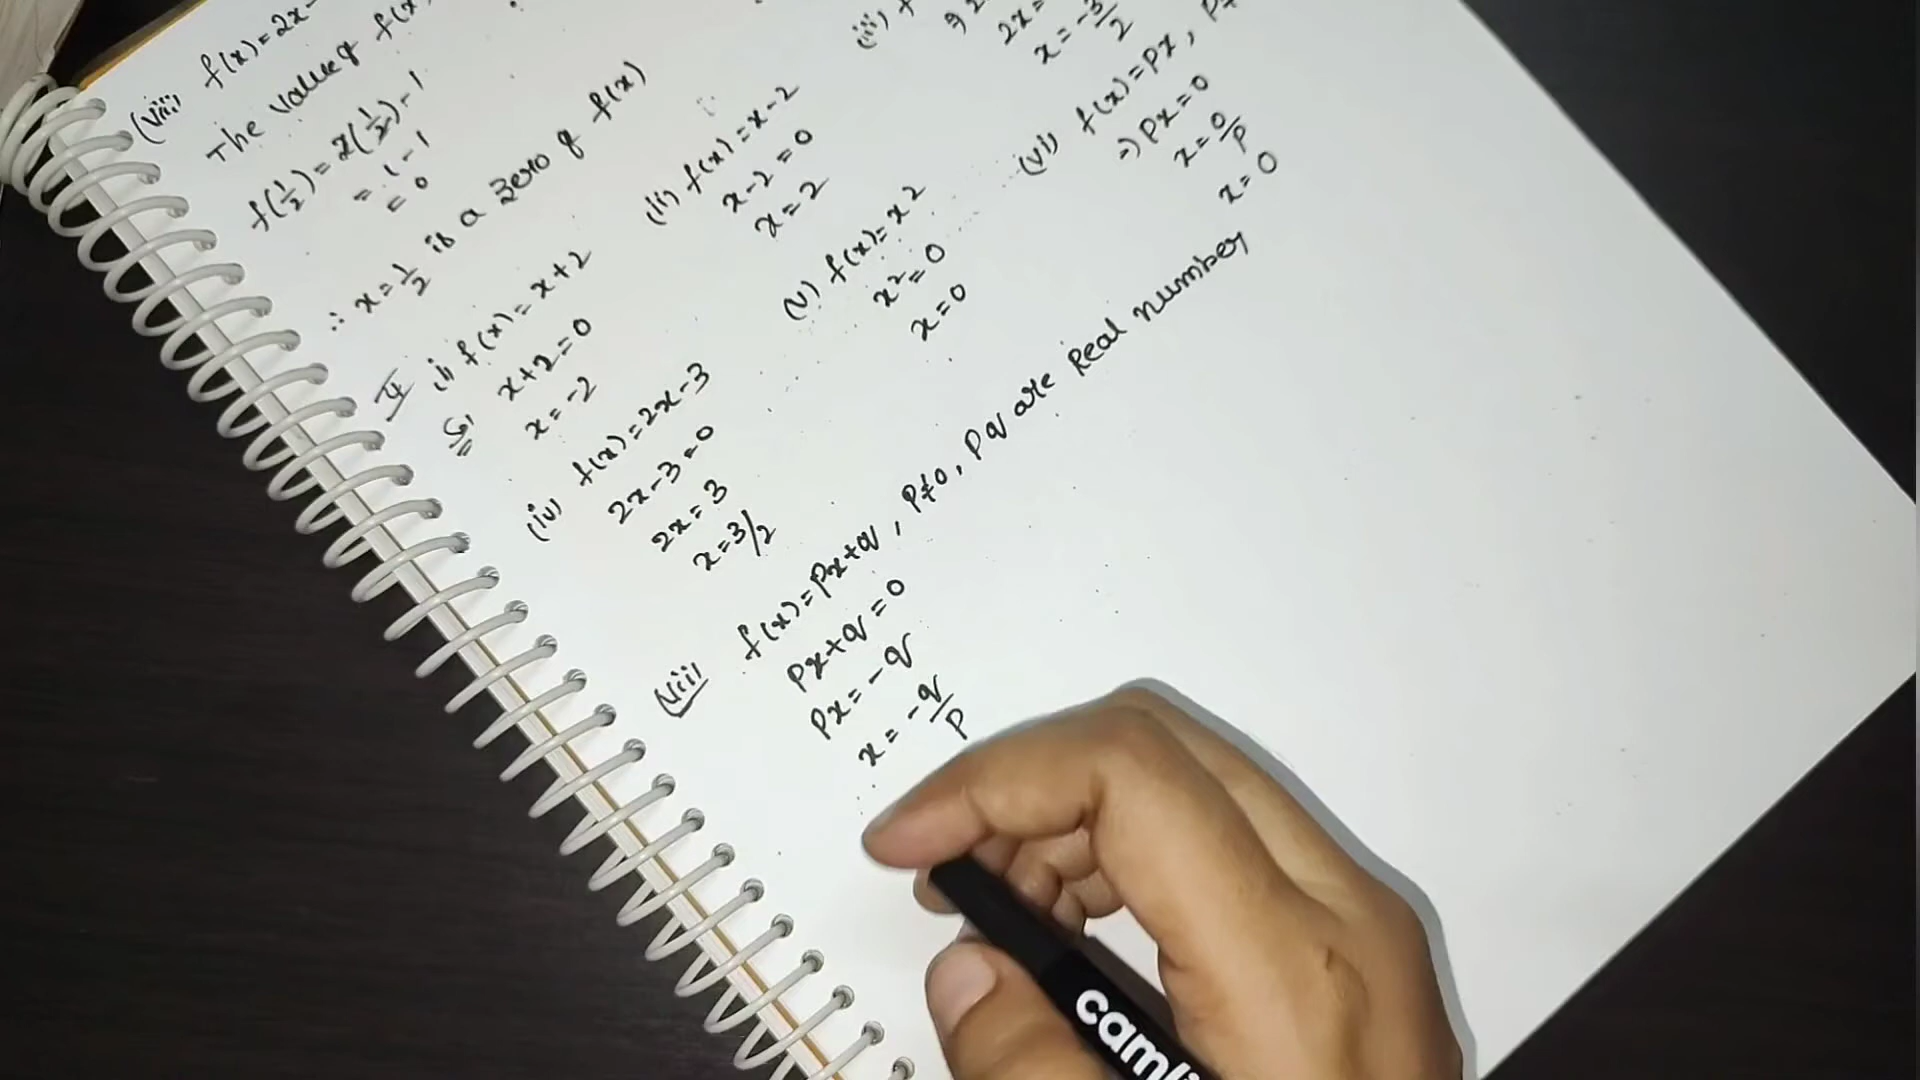 (viii) f(x)=2x-
The value of f(x)
f(1/2)=2(1/2)-1
=1-1
=0
∴ x=1/2 is a zero of f(x)
4 (i) f(x)=x+2
Sol x+2=0
x=-2
(ii) f(x)=x-2
x-2=0
x=2
(iii) f
2x=
x=-3/2
(iv) f(x)=2x-3
2x-3=0
2x=3
x=3/2
(v) f(x)=x2
x²=0
x=0
(vi) f(x)=Px, P≠
⇒ Px=0
x=0/P
x=0
(vii) f(x)=Px+q, P≠0, Pq are Real number
Px+q=0
Px=-q
x=-q/P
caml